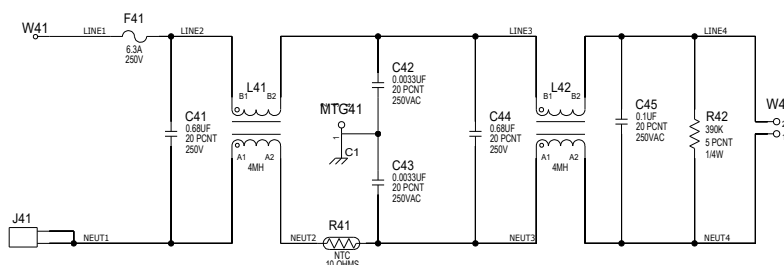 W41
LINE1
F41
6.3A
250V
LINE2
C41
0.68UF
20 PCNT
250V
L41
B1 B2
A1 A2
4MH
MTG41
1
C1
C42
0.0033UF
20 PCNT
250VAC
C43
0.0033UF
20 PCNT
250VAC
C44
0.68UF
20 PCNT
250V
LINE3
L42
B1 B2
A1 A2
4MH
C45
0.1UF
20 PCNT
250VAC
LINE4
R42
390K
5 PCNT
1/4W
W4
J41
NEUT1
NEUT2
R41
NTC
10 OHMS
NEUT3
NEUT4